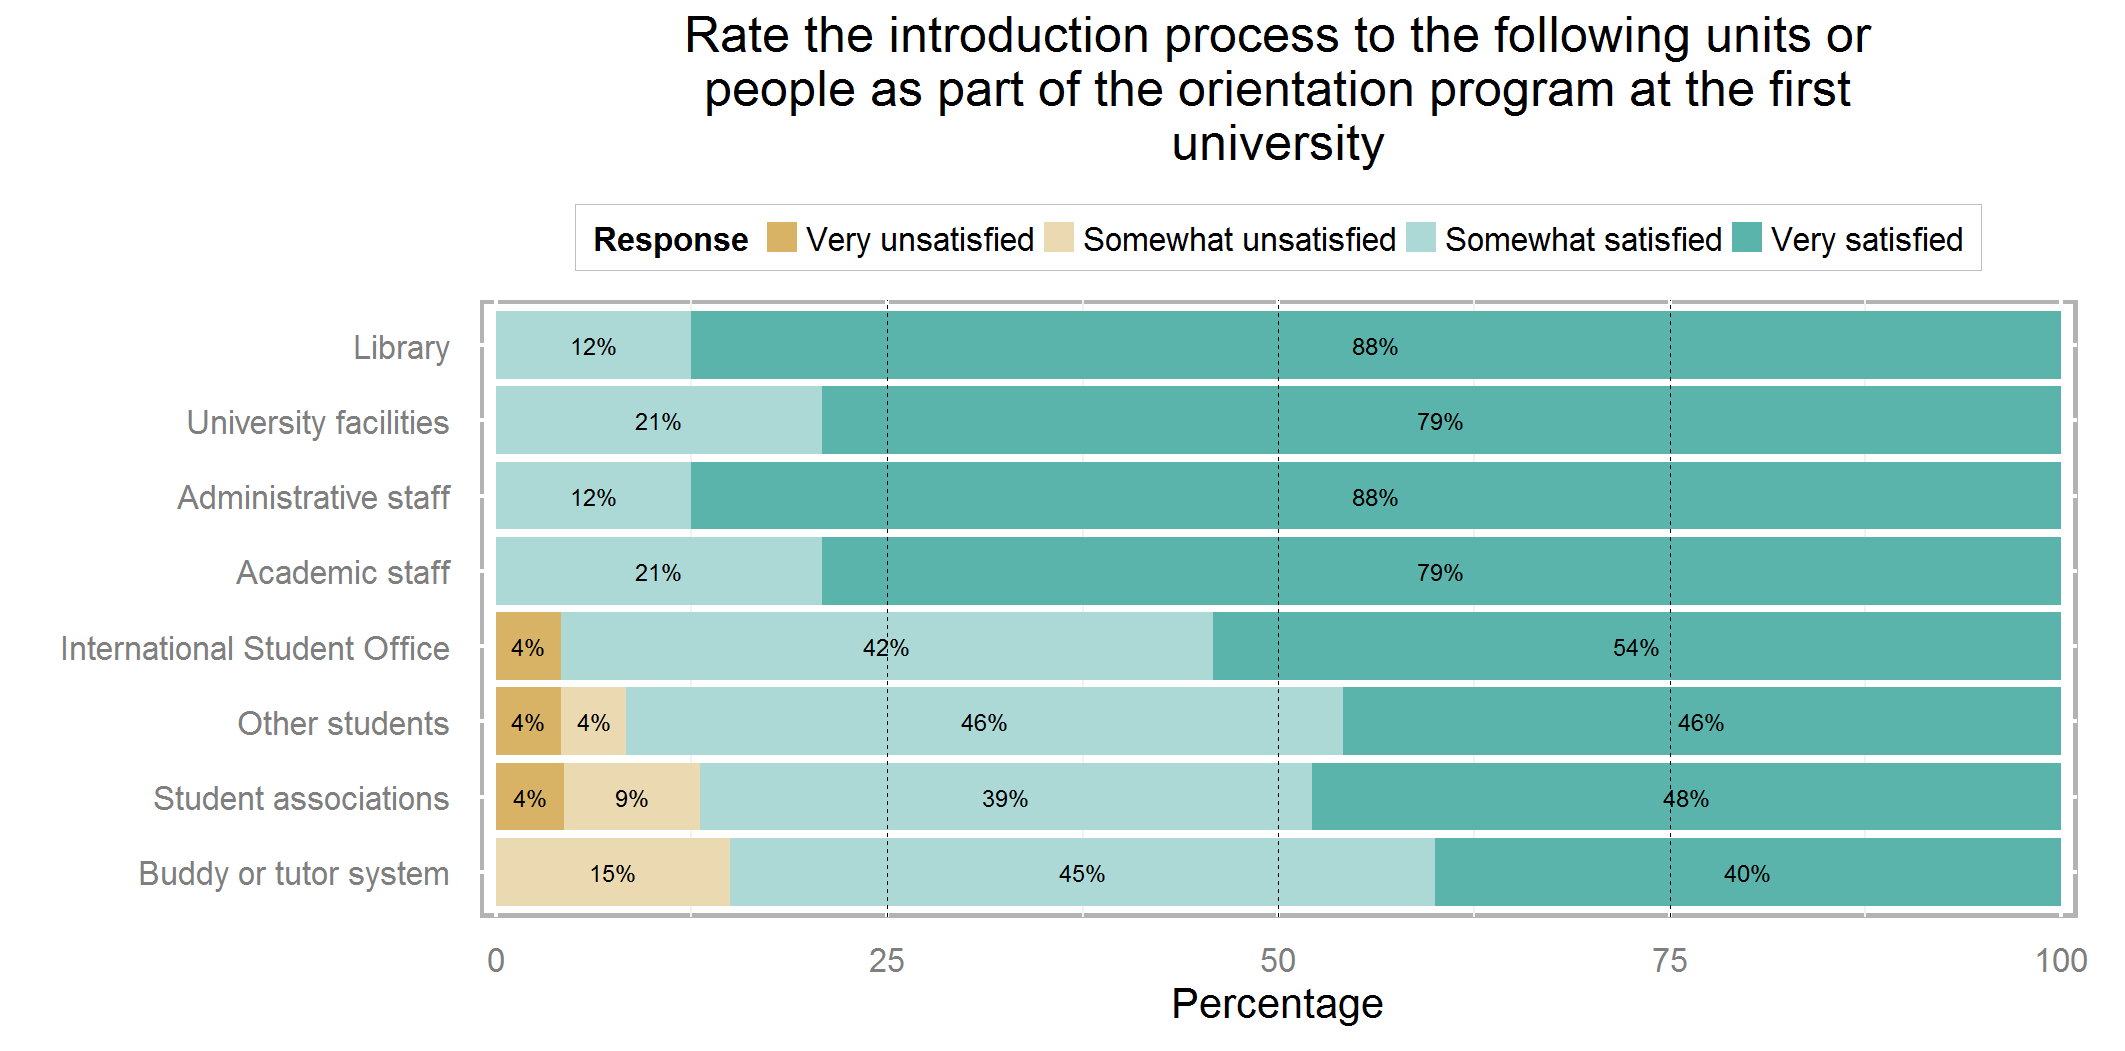 Rate the introduction process to the following units or
people as part of the orientation program at the first
university
Response Very unsatisfied Somewhat unsatisfied Somewhat satisfied Very satisfied
Library 12% 88%
University facilities 21% 79%
Administrative staff 12% 88%
Academic staff 21% 79%
International Student Office 4% 42% 54%
Other students 4% 4% 46% 46%
Student associations 4% 9% 39% 48%
Buddy or tutor system 15% 45% 40%
0 25 50 75 100
Percentage